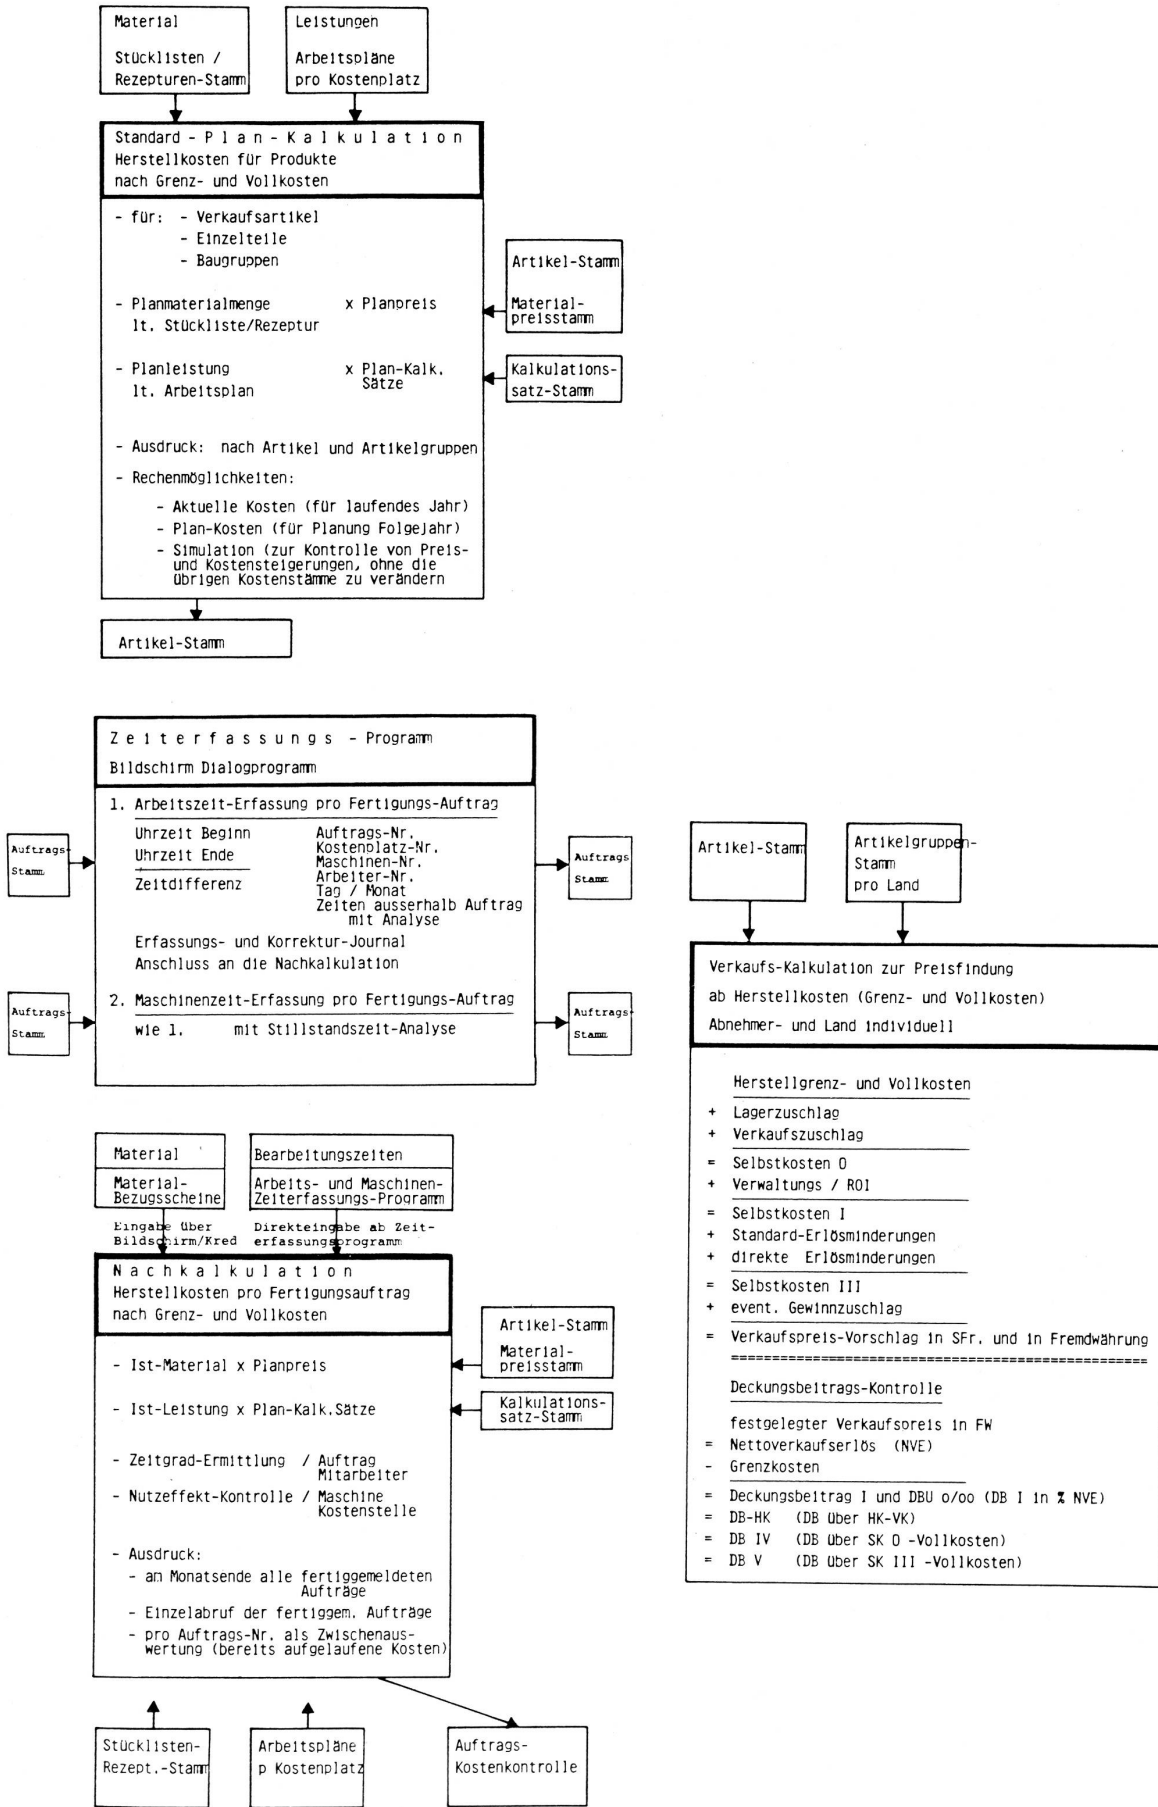 Material
Stücklisten /
Rezepturen-Stamm
Leistungen
Arbeitspläne
pro Kostenplatz
Standard - P l a n - K a l k u l a t i o n
Herstellkosten für Produkte
nach Grenz- und Vollkosten
- für: - Verkaufsartikel
- Einzelteile
- Baugruppen
- Planmaterialmenge x Planpreis
lt. Stückliste/Rezeptur
- Planleistung x Plan-Kalk.
Sätze
lt. Arbeitsplan
- Ausdruck: nach Artikel und Artikelgruppen
- Rechenmöglichkeiten:
- Aktuelle Kosten (für laufendes Jahr)
- Plan-Kosten (für Planung Folgejahr)
- Simulation (zur Kontrolle von Preis-
und Kostensteigerungen, ohne die
übrigen Kostenstämme zu verändern
Artikel-Stamm
Material-
preisstamm
Kalkulations-
satz-Stamm
Artikel-Stamm
Z e i t e r f a s s u n g s - Programm
Bildschirm Dialogprogramm
1. Arbeitszeit-Erfassung pro Fertigungs-Auftrag
Uhrzeit Beginn
Uhrzeit Ende
Zeitdifferenz
Auftrags-Nr.
Kostenplatz-Nr.
Maschinen-Nr.
Arbeiter-Nr.
Tag / Monat
Zeiten ausserhalb Auftrag
mit Analyse
Erfassungs- und Korrektur-Journal
Anschluss an die Nachkalkulation
2. Maschinenzeit-Erfassung pro Fertigungs-Auftrag
wie 1. mit Stillstandszeit-Analyse
Auftrags-
Stamm
Auftrags
Stamm
Auftrags-
Stamm
Auftrags-
Stamm
Material
Material-
Bezugsscheine
Bearbeitungszeiten
Arbeits- und Maschinen-
Zeiterfassungs-Programm
Eingabe über
Bildschirm/Kred
Direkteingabe ab Zeit-
erfassungsprogramm
N a c h k a l k u l a t i o n
Herstellkosten pro Fertigungsauftrag
nach Grenz- und Vollkosten
- Ist-Material x Planpreis
- Ist-Leistung x Plan-Kalk.Sätze
- Zeitgrad-Ermittlung / Auftrag
Mitarbeiter
- Nutzeffekt-Kontrolle / Maschine
Kostenstelle
- Ausdruck:
- am Monatsende alle fertiggemeldeten
Aufträge
- Einzelabruf der fertiggem. Aufträge
- pro Auftrags-Nr. als Zwischenaus-
wertung (bereits aufgelaufene Kosten)
Artikel-Stamm
Material-
preisstamm
Kalkulations-
satz-Stamm
Stücklisten-
Rezept.-Stamm
Arbeitspläne
p Kostenplatz
Auftrags-
Kostenkontrolle
Artikel-Stamm
Artikelgruppen-
Stamm
pro Land
Verkaufs-Kalkulation zur Preisfindung
ab Herstellkosten (Grenz- und Vollkosten)
Abnehmer- und Land individuell
Herstellgrenz- und Vollkosten
+ Lagerzuschlag
+ Verkaufszuschlag
= Selbstkosten 0
+ Verwaltungs / ROI
= Selbstkosten I
+ Standard-Erlösminderungen
+ direkte Erlösminderungen
= Selbstkosten III
+ event. Gewinnzuschlag
= Verkaufspreis-Vorschlag in SFr. und in Fremdwährung
Deckungsbeitrags-Kontrolle
festgelegter Verkaufspreis in FW
= Nettoverkaufserlös (NVE)
- Grenzkosten
= Deckungsbeitrag I und DBU o/oo (DB I in % NVE)
= DB-HK (DB über HK-VK)
= DB IV (DB über SK 0 -Vollkosten)
= DB V (DB über SK III -Vollkosten)